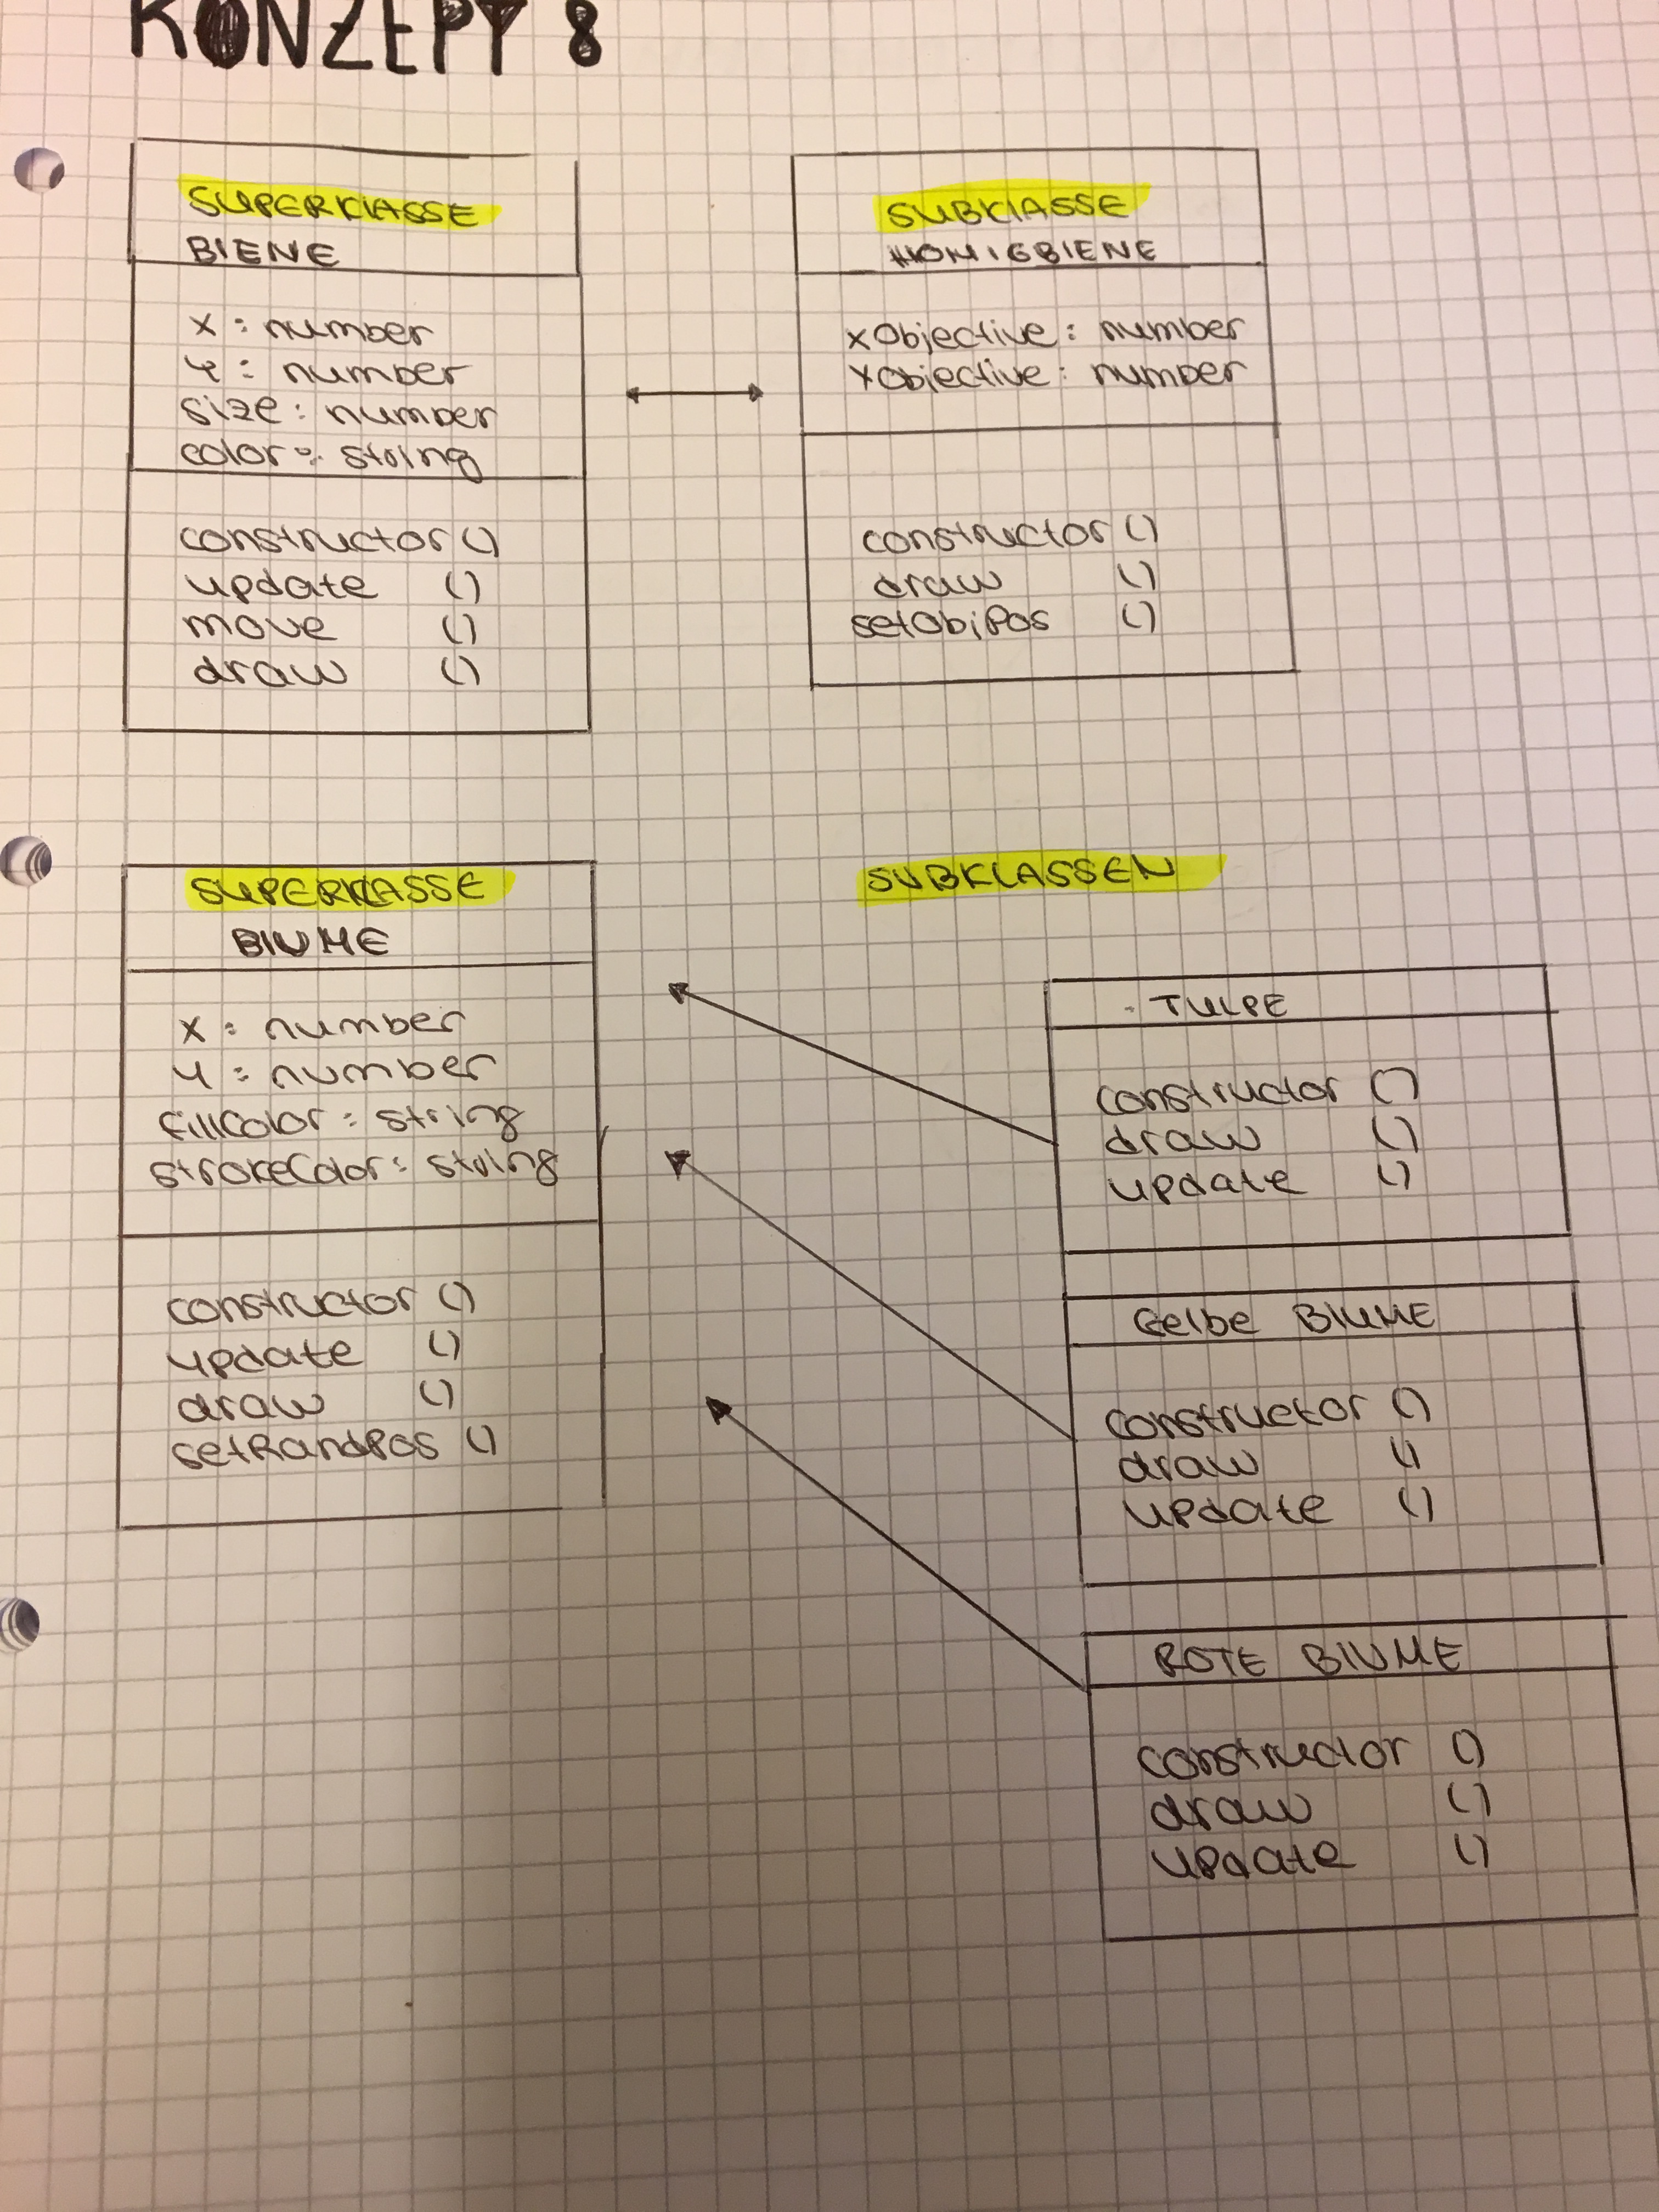 KONZEPT 8
SUPERKLASSE
BIENE
x : number
y : number
size : number
color : string
constructor ()
update ()
move ()
draw ()
SUBKLASSE
HONIGBIENE
xObjective : number
YObjective : number
constructor ()
draw ()
setObjPos ()
SUPERKLASSE
BlUME
x : number
y : number
fillColor : string
strokeColor : string
constructor ()
update ()
draw ()
setRandPos ()
SUBKLASSEN
TULPE
constructor ()
draw ()
update ()
Gelbe BlUME
constructor ()
draw ()
update ()
ROTE BlUME
constructor ()
draw ()
update ()